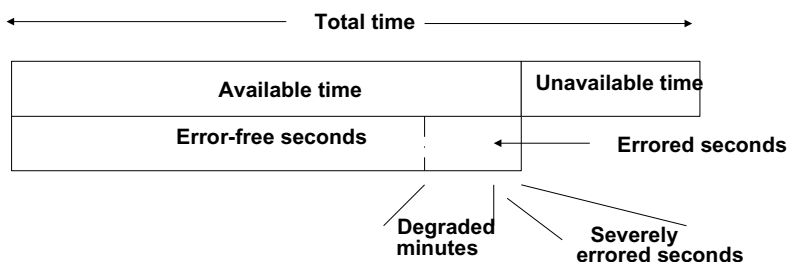 Total time
Available time
Unavailable time
Error-free seconds
Errored seconds
Degraded
minutes
Severely
errored seconds